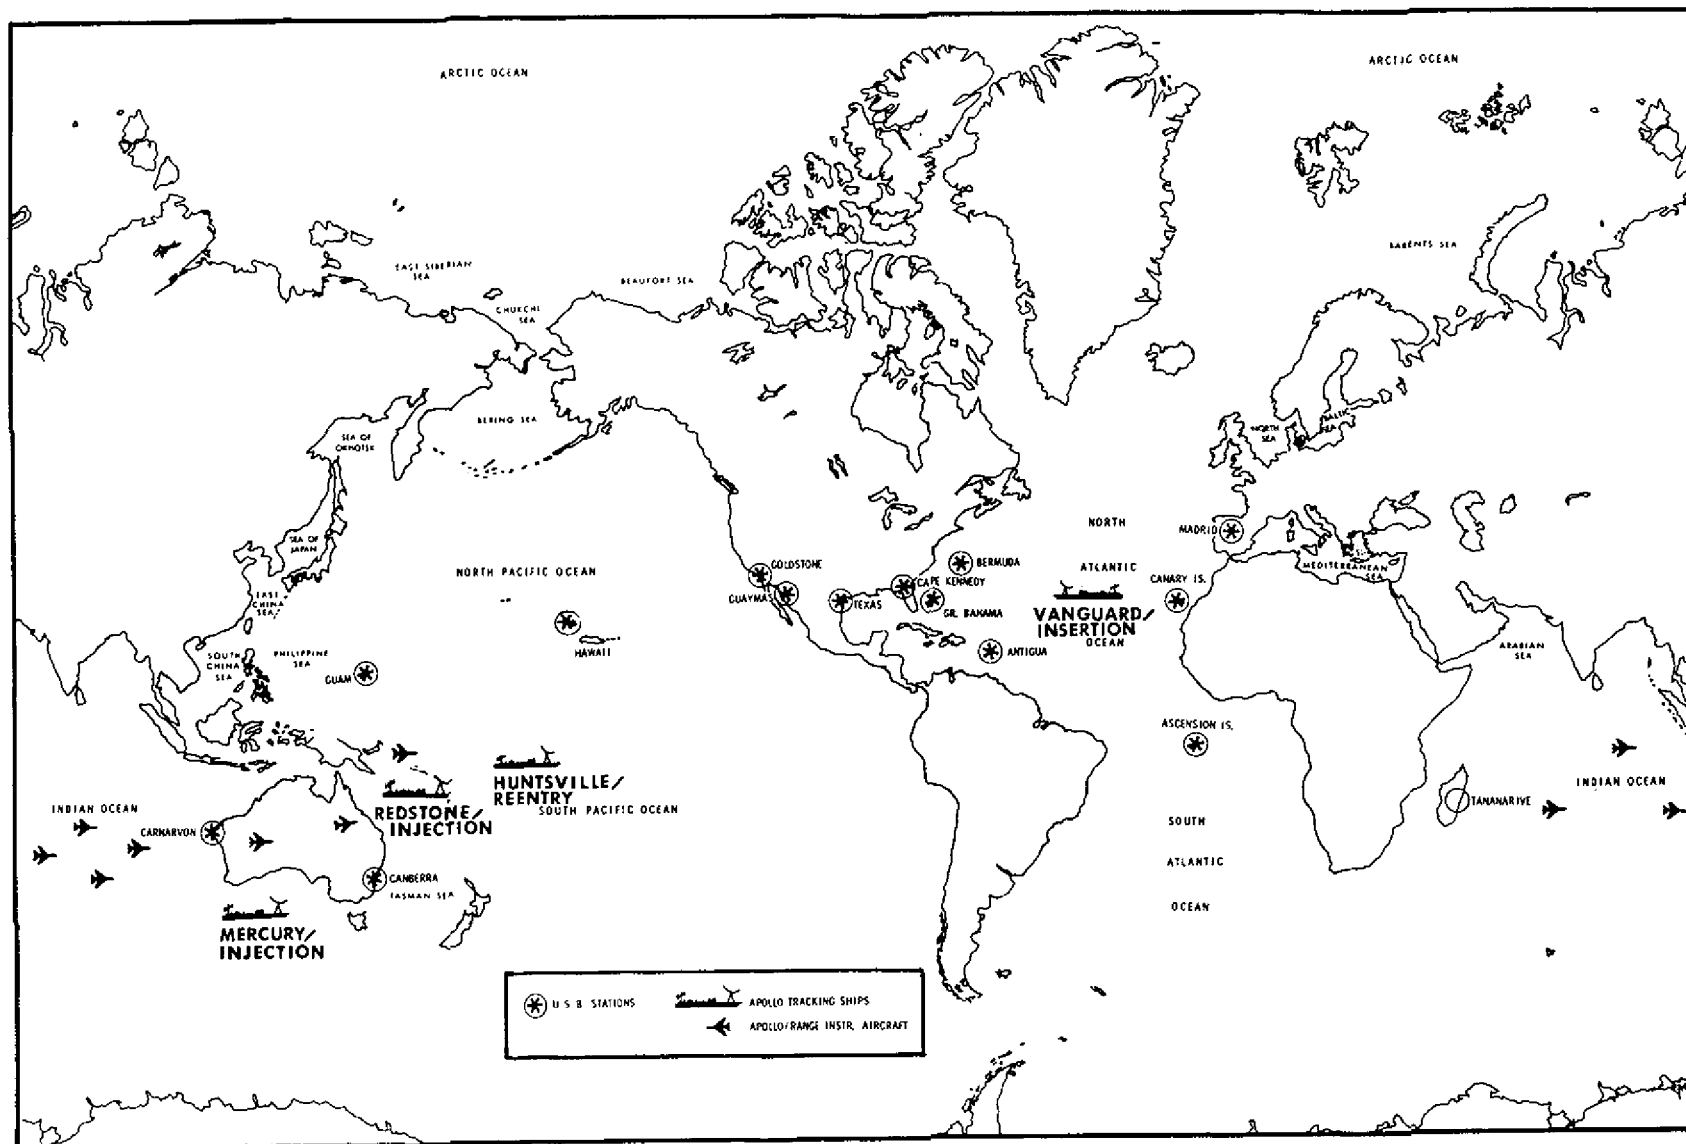 ARCTIC OCEAN
ARCTIC OCEAN
BARENTS SEA
EAST SIBERIAN
SEA
BEAUFORT SEA
CHUKCHI
SEA
BERING SEA
SEA OF
OKHOTSK
NORTH
SEA
BALTIC
SEA
SEA OF
JAPAN
NORTH PACIFIC OCEAN
GOLDSTONE
GUAYMAS
TEXAS
CAPE KENNEDY
BERMUDA
GR. BAHAMA
ANTIGUA
NORTH
ATLANTIC
OCEAN
MADRID
CANARY IS.
MEDITERRANEAN
SEA
VANGUARD/
INSERTION
EAST
CHINA
SEA
PHILIPPINE
SEA
SOUTH
CHINA
SEA
HAWAII
GUAM
ARABIAN
SEA
ASCENSION IS.
HUNTSVILLE/
REENTRY
REDSTONE/
INJECTION
SOUTH PACIFIC OCEAN
INDIAN OCEAN
INDIAN OCEAN
TANANARIVE
CARNARVON
CANBERRA
TASMAN SEA
SOUTH
ATLANTIC
OCEAN
MERCURY/
INJECTION
U S B STATIONS
APOLLO TRACKING SHIPS
APOLLO/RANGE INSTR. AIRCRAFT